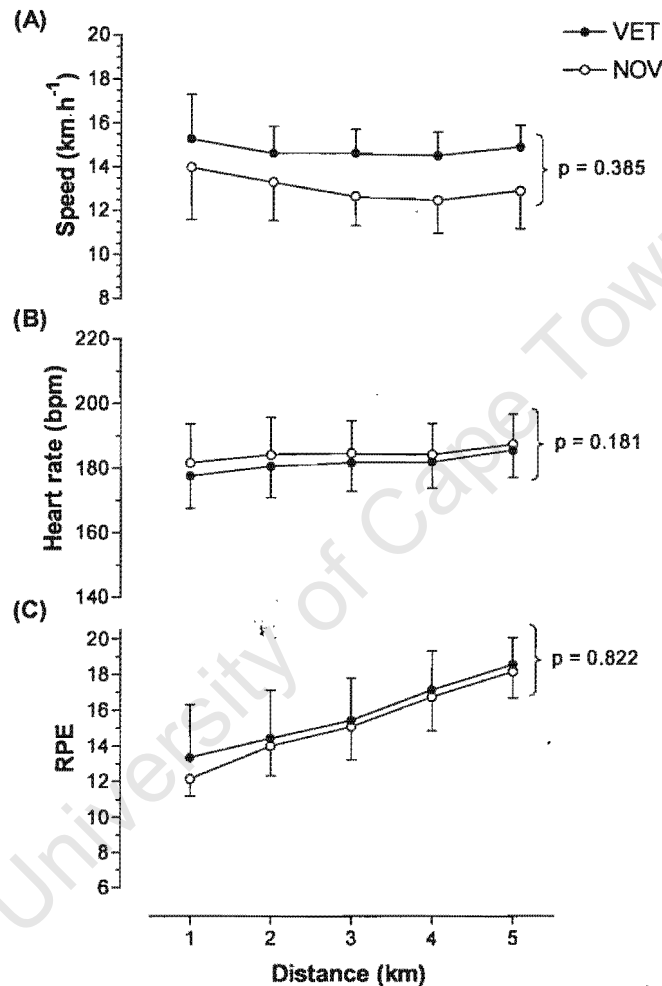 (A)
VET
NOV
Speed (km·h⁻¹)
20
18
16
14
12
10
8
p = 0.385
(B)
Heart rate (bpm)
220
200
180
160
140
p = 0.181
(C)
RPE
20
18
16
14
12
10
8
6
p = 0.822
1 2 3 4 5
Distance (km)
University of Cape Tow